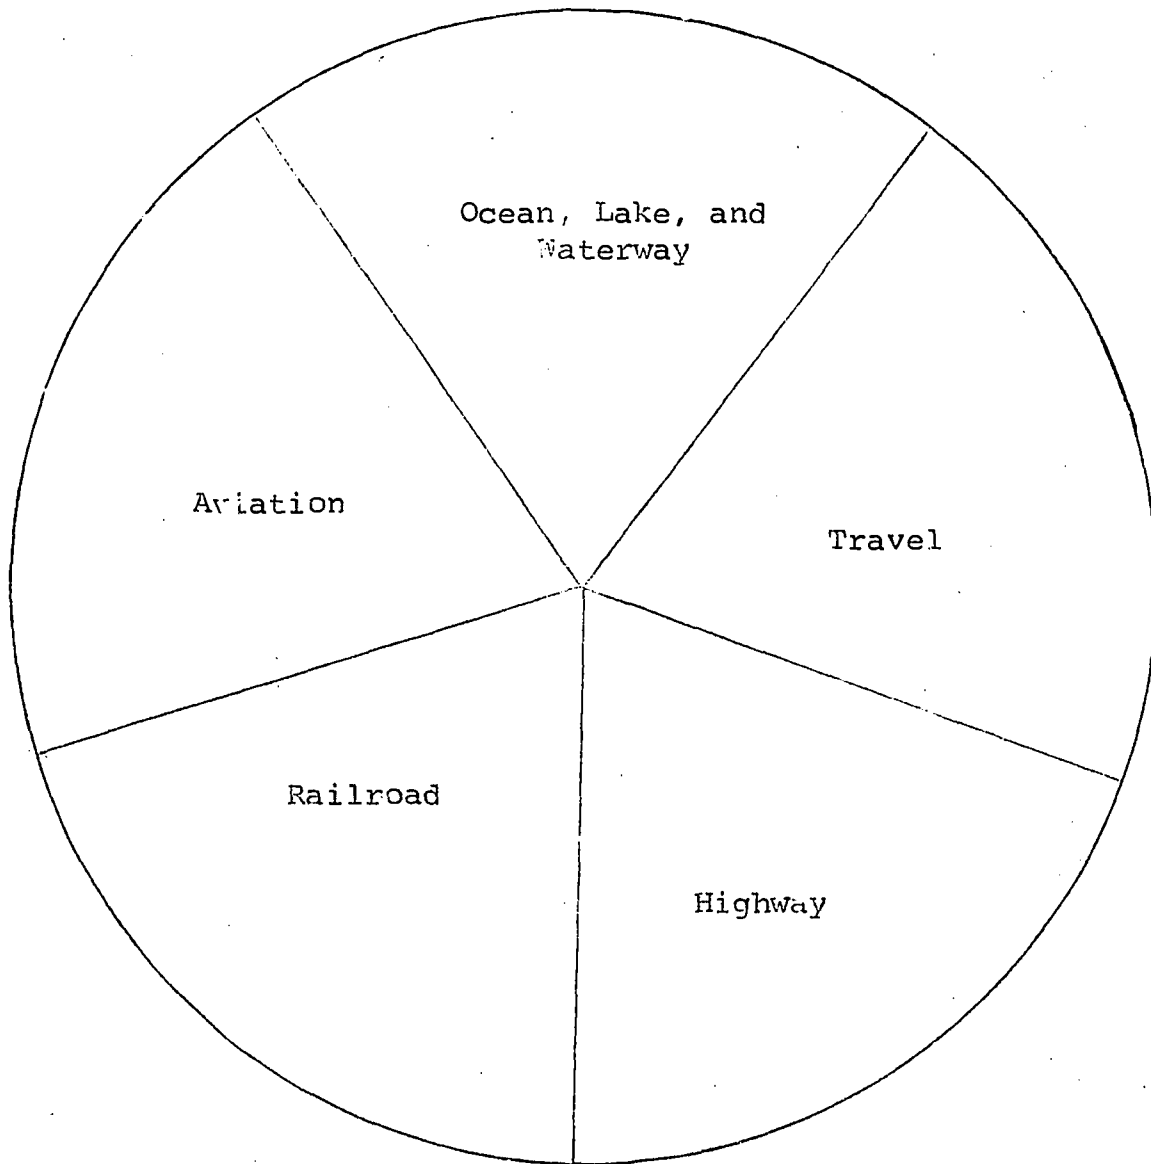 Ocean, Lake, and
Waterway
Aviation
Travel
Railroad
Highway